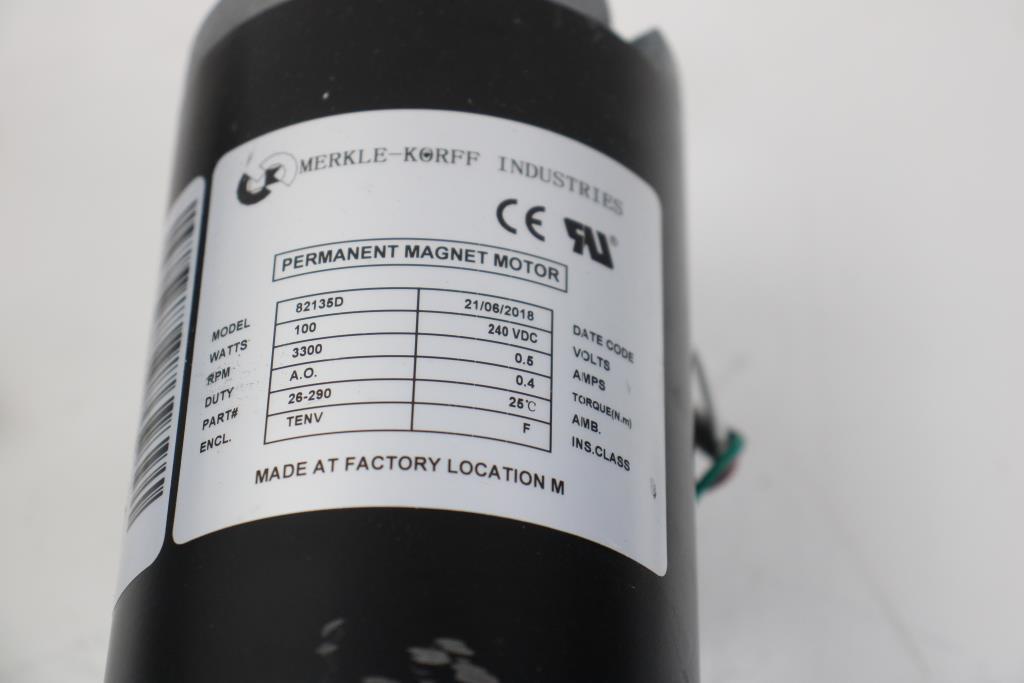 MERKLE-KORFF INDUSTRIES
CE RU®
PERMANENT MAGNET MOTOR
MODEL 82135D 21/06/2018 DATE CODE
WATTS 100 240 VDC VOLTS
RPM 3300 0.5 AMPS
DUTY A.O. 0.4 TORQUE(N.m)
PART# 26-290 25℃ AMB.
ENCL. TENV F INS.CLASS
MADE AT FACTORY LOCATION M